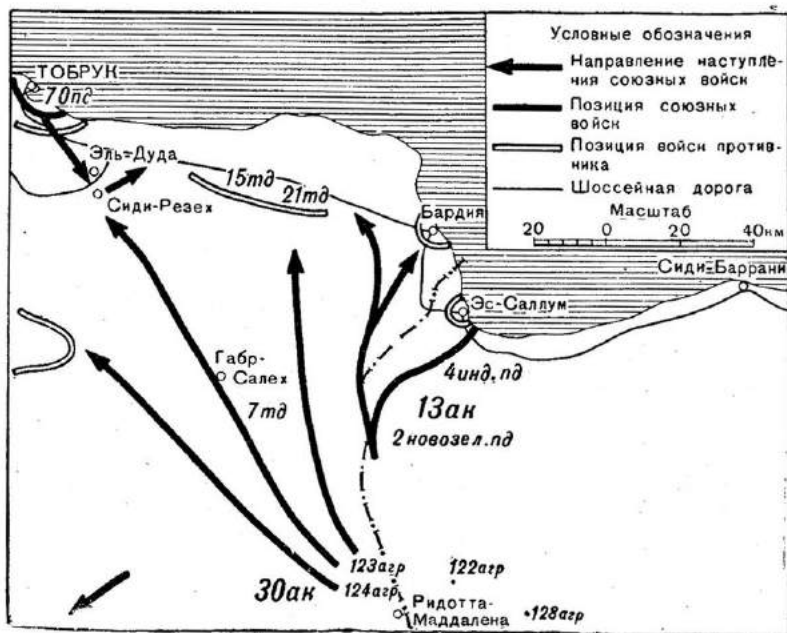 Условные обозначения
Направление наступле-
ния союзных войск
Позиция союзных
войск
Позиция войск против-
ника
Шоссейная дорога
Масштаб
20 0 20 40км
ТОБРУК
70пд
Эль-Дуда
Сиди-Резех
15тд
21тд
Бардия
Сиди-Баррани
Эс-Саллум
Габр-
Салех
7тд
4инд.пд
13ак
2новозел.пд
123агр
124агр
30ак
122агр
Ридотта-
Маддалена
128агр